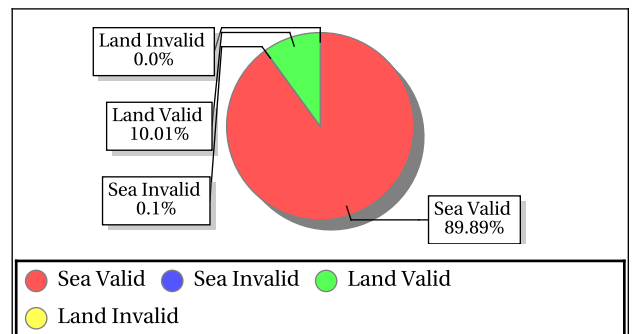 Land Invalid
0.0%
Land Valid
10.01%
Sea Invalid
0.1%
Sea Valid
89.89%
Sea Valid Sea Invalid Land Valid
Land Invalid